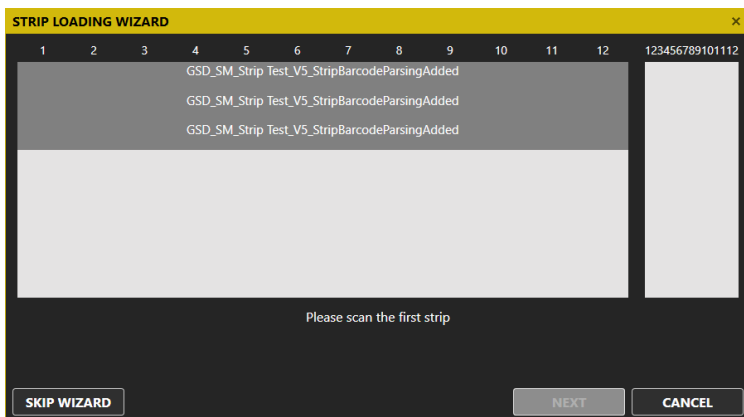 STRIP LOADING WIZARD ×
1 2 3 4 5 6 7 8 9 10 11 12 123456789101112
GSD_SM_Strip Test_V5_StripBarcodeParsingAdded
GSD_SM_Strip Test_V5_StripBarcodeParsingAdded
GSD_SM_Strip Test_V5_StripBarcodeParsingAdded
Please scan the first strip
SKIP WIZARD NEXT CANCEL